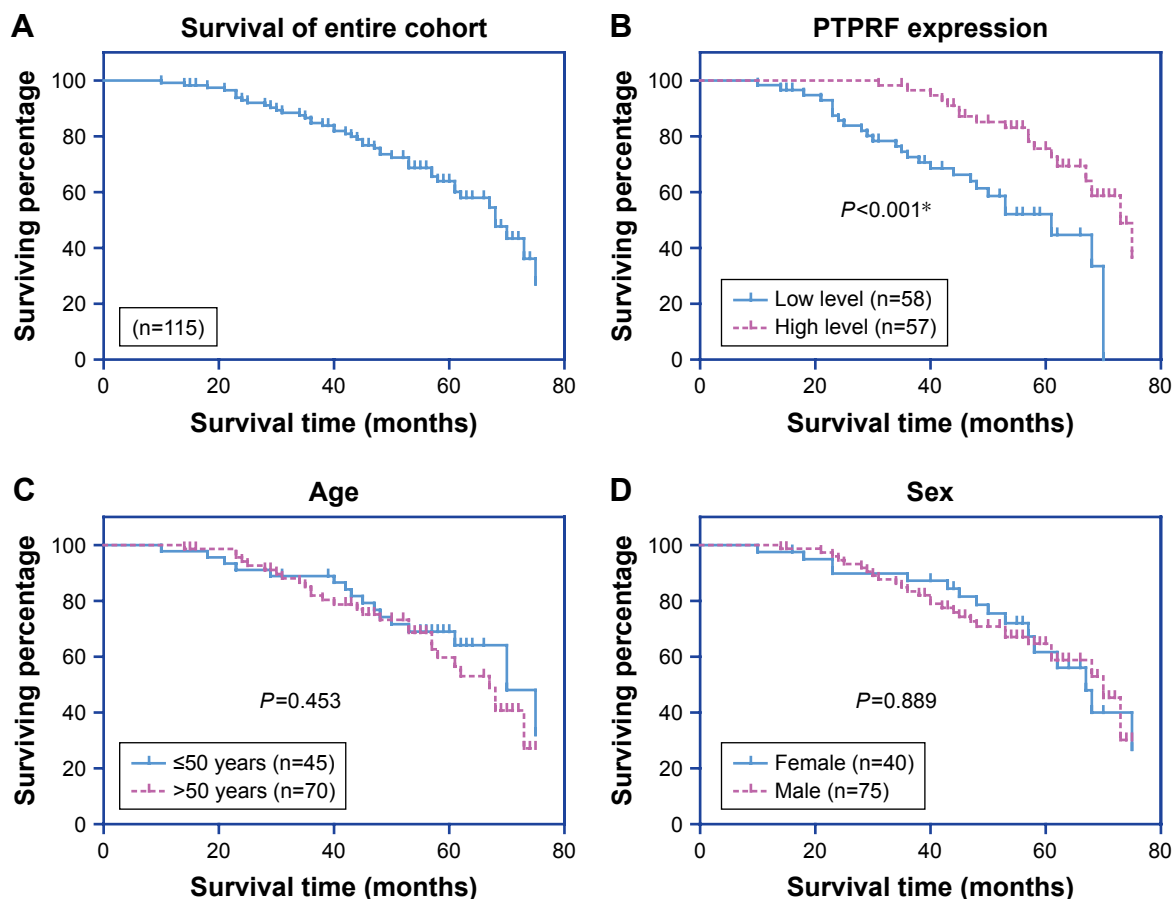 A
Survival of entire cohort
Surviving percentage
100
80
60
40
20
0
(n=115)
0 20 40 60 80
Survival time (months)
B
PTPRF expression
Surviving percentage
100
80
60
40
20
0
P<0.001*
Low level (n=58)
High level (n=57)
0 20 40 60 80
Survival time (months)
C
Age
Surviving percentage
100
80
60
40
20
0
P=0.453
≤50 years (n=45)
>50 years (n=70)
0 20 40 60 80
Survival time (months)
D
Sex
Surviving percentage
100
80
60
40
20
0
P=0.889
Female (n=40)
Male (n=75)
0 20 40 60 80
Survival time (months)